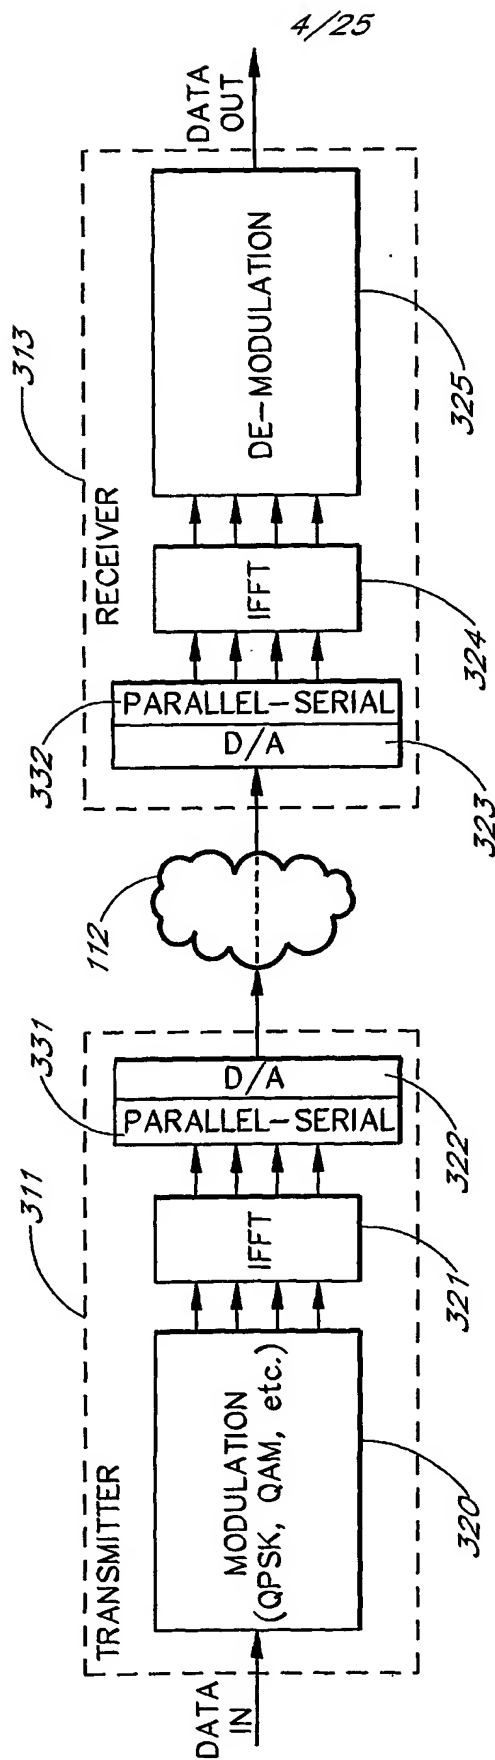 4/25
DATA
IN
TRANSMITTER
311
MODULATION
(QPSK, QAM, etc.)
320
IFFT
321
331
PARALLEL-SERIAL
D/A
322
112
332
PARALLEL-SERIAL
D/A
323
RECEIVER
313
IFFT
324
DE-MODULATION
325
DATA
OUT